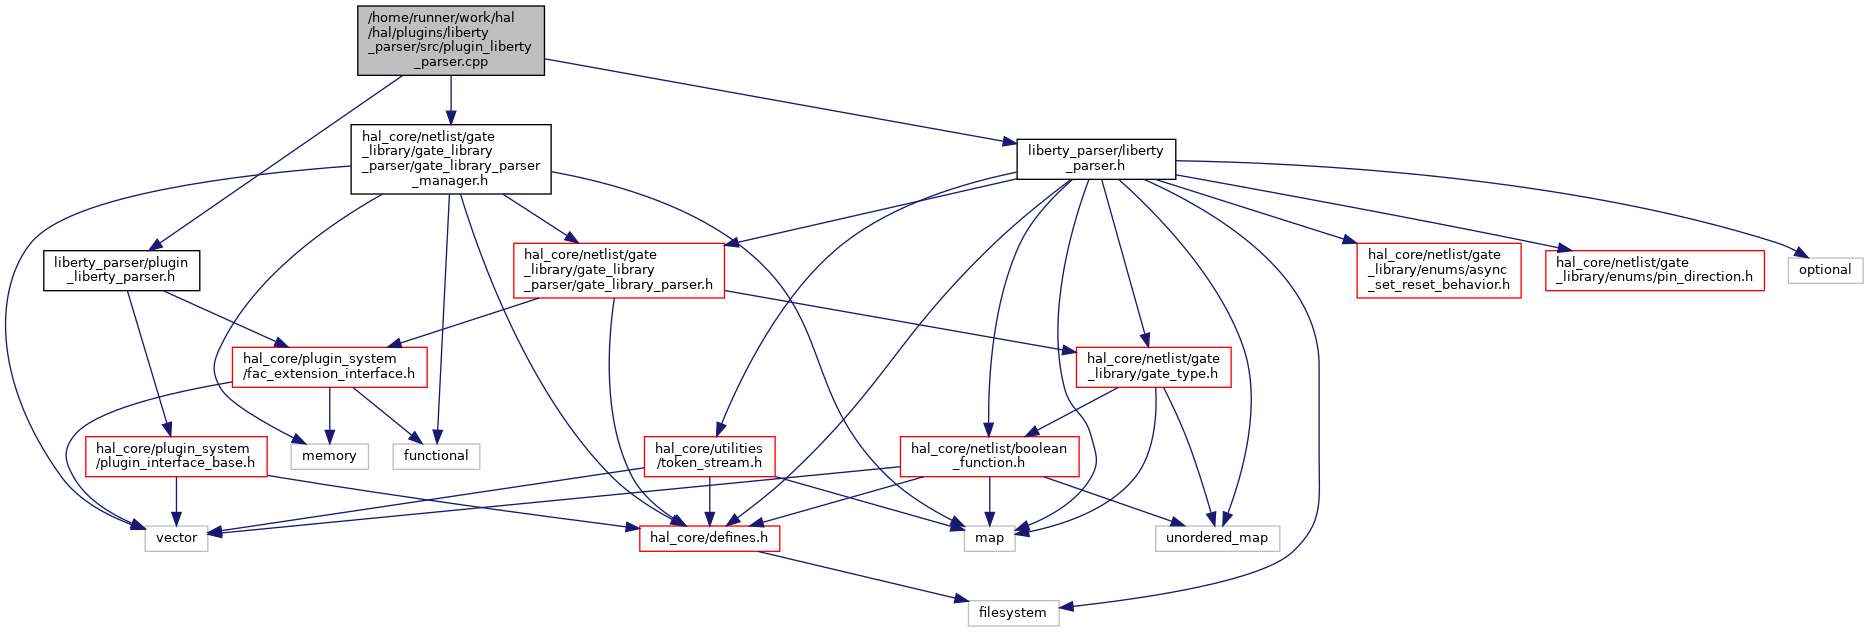 /home/runner/work/hal
/hal/plugins/liberty
_parser/src/plugin_liberty
_parser.cpp
hal_core/netlist/gate
_library/gate_library
_parser/gate_library_parser
_manager.h
liberty_parser/liberty
_parser.h
liberty_parser/plugin
_liberty_parser.h
hal_core/netlist/gate
_library/gate_library
_parser/gate_library_parser.h
hal_core/netlist/gate
_library/enums/async
_set_reset_behavior.h
hal_core/netlist/gate
_library/enums/pin_direction.h
optional
hal_core/plugin_system
/fac_extension_interface.h
hal_core/netlist/gate
_library/gate_type.h
hal_core/plugin_system
/plugin_interface_base.h
memory
functional
hal_core/utilities
/token_stream.h
hal_core/netlist/boolean
_function.h
vector
hal_core/defines.h
map
unordered_map
filesystem